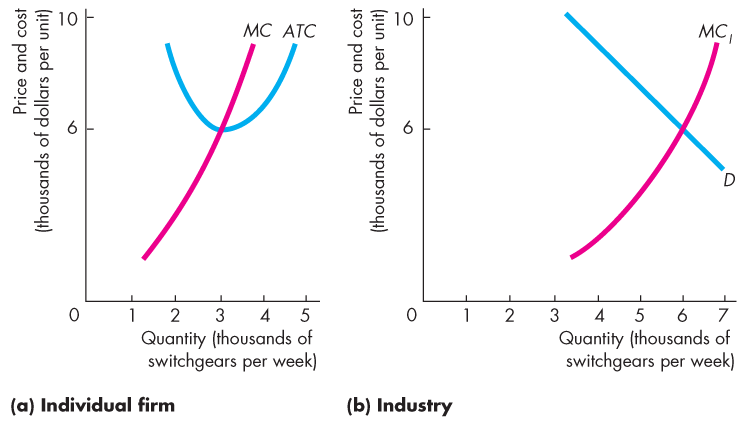 Price and cost
(thousands of dollars per unit)
10
6
MC ATC
0 1 2 3 4 5
Quantity (thousands of
switchgears per week)
(a) Individual firm
Price and cost
(thousands of dollars per unit)
10
6
MCI
D
0 1 2 3 4 5 6 7
Quantity (thousands of
switchgears per week)
(b) Industry